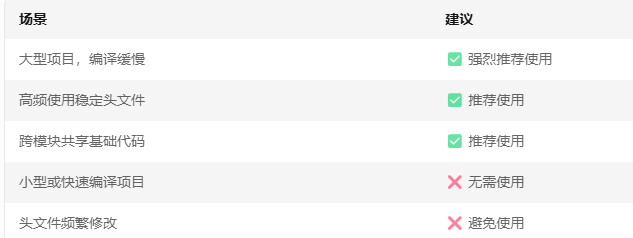 场景 建议
大型项目，编译缓慢 ✅ 强烈推荐使用
高频使用稳定头文件 ✅ 推荐使用
跨模块共享基础代码 ✅ 推荐使用
小型或快速编译项目 ❌ 无需使用
头文件频繁修改 ❌ 避免使用